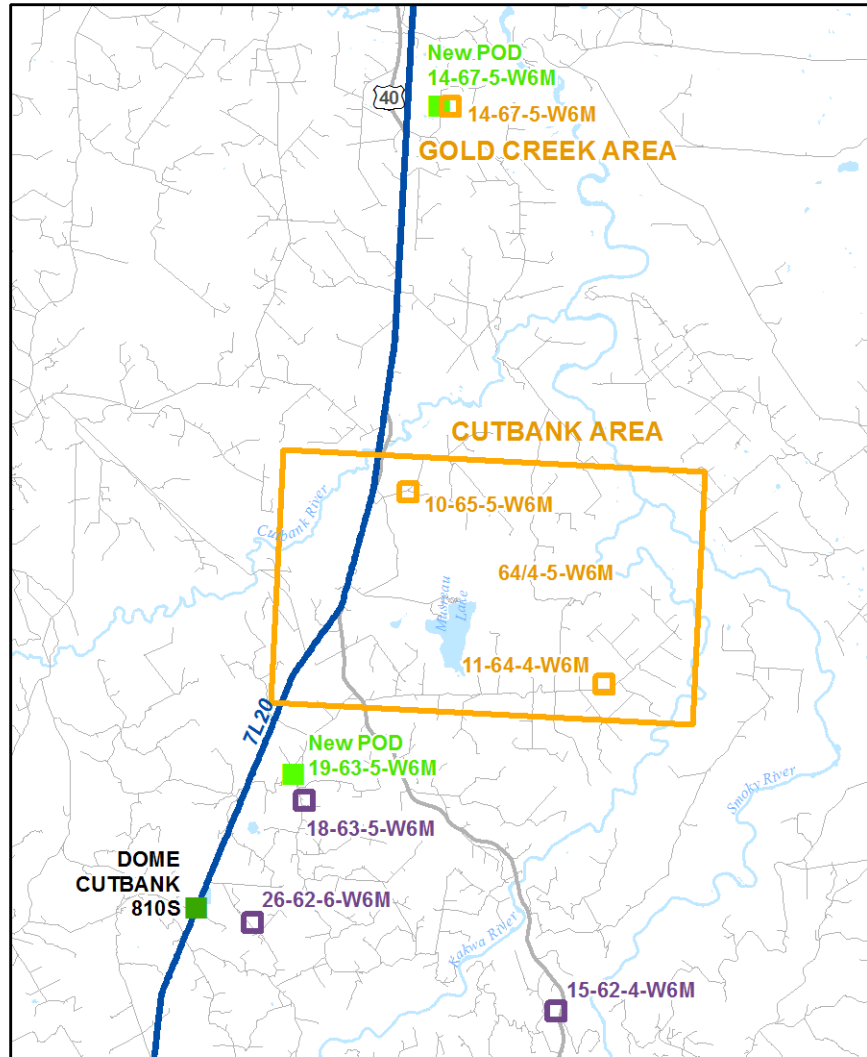 New POD
14-67-5-W6M
40
14-67-5-W6M
GOLD CREEK AREA
CUTBANK AREA
Cutbank River
10-65-5-W6M
64/4-5-W6M
Musreau
Lake
11-64-4-W6M
7L20
New POD
19-63-5-W6M
Smoky River
18-63-5-W6M
DOME
CUTBANK
810S
26-62-6-W6M
Kakwa River
15-62-4-W6M